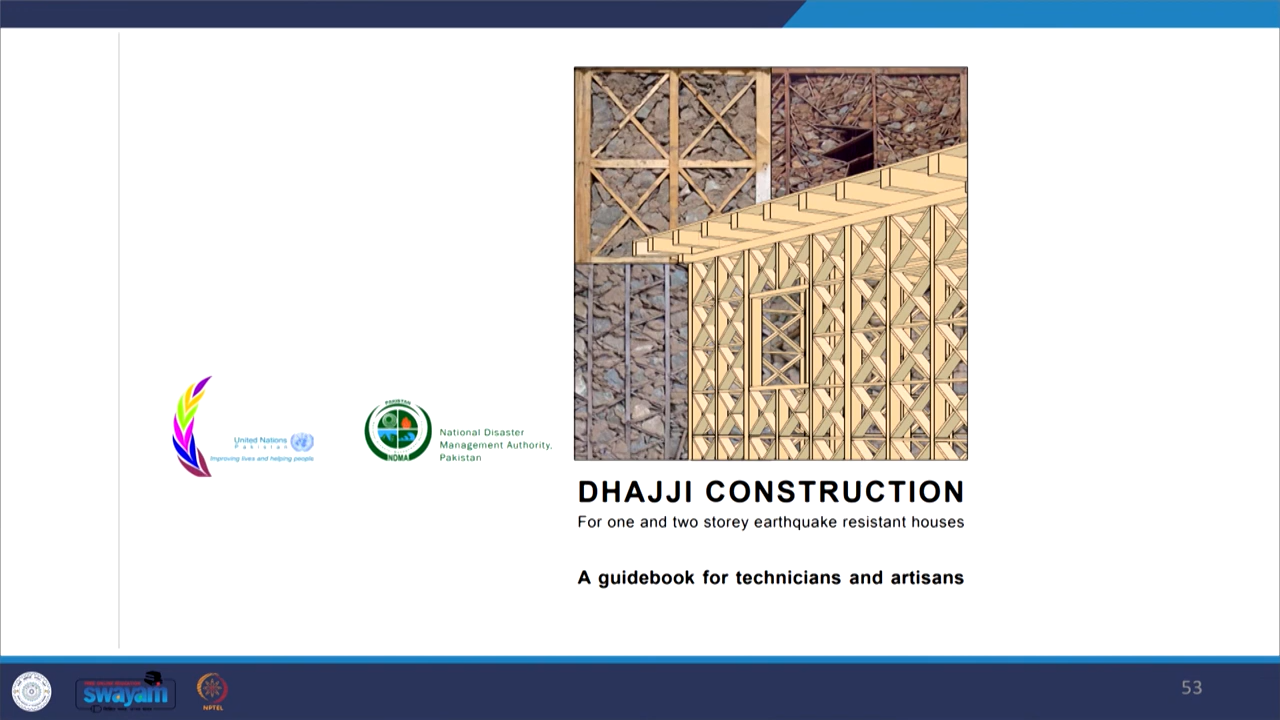 United Nations
Pakistan
Improving lives and helping people
PAKISTAN
NDMA
National Disaster
Management Authority,
Pakistan
DHAJJI CONSTRUCTION
For one and two storey earthquake resistant houses
A guidebook for technicians and artisans
swayam
NPTEL
53